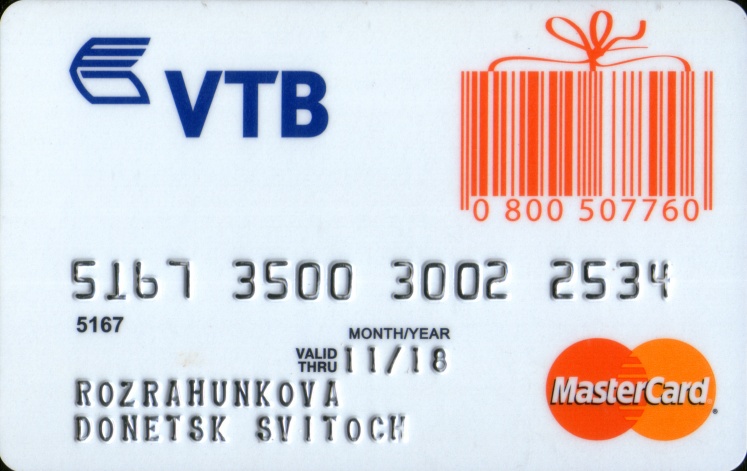 VTB
0 800 507760
5167 3500 3002 2534
5167
MONTH/YEAR
VALID THRU 11/18
ROZRAHUNKOVA
DONETSK SVITOCH
MasterCard